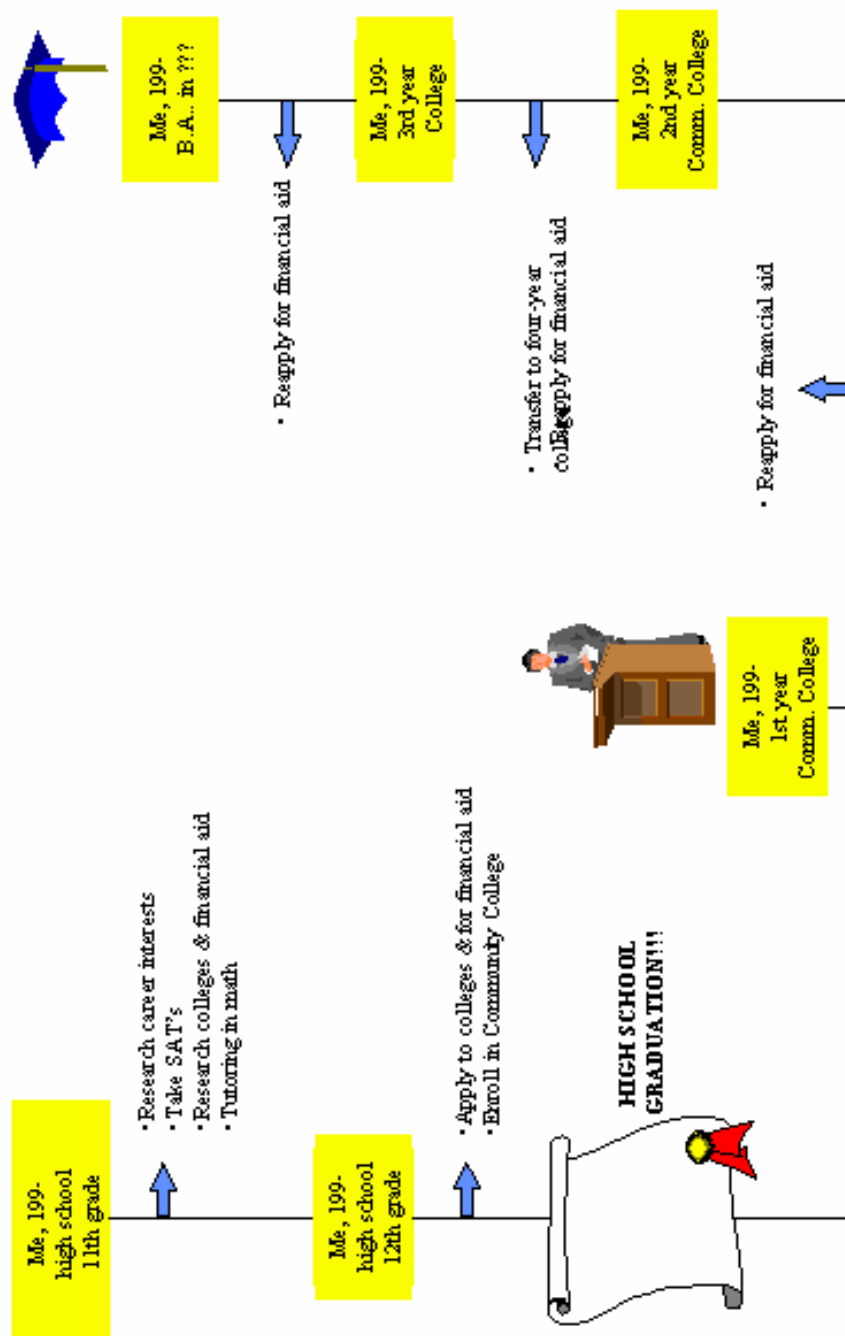 Me, 199-
high school
11th grade
• Research career interests
• Take SAT's
• Research colleges & financial aid
• Tutoring in math
Me, 199-
high school
12th grade
• Apply to colleges & for financial aid
• Enroll in Community College
HIGH SCHOOL
GRADUATION!!!
Me, 199-
1st year
Comm. College
• Reapply for financial aid
Me, 199-
2nd year
Comm. College
• Transfer to four-year
college
Reapply for financial aid
Me, 199-
3rd year
College
• Reapply for financial aid
Me, 199-
B.A.. in ???